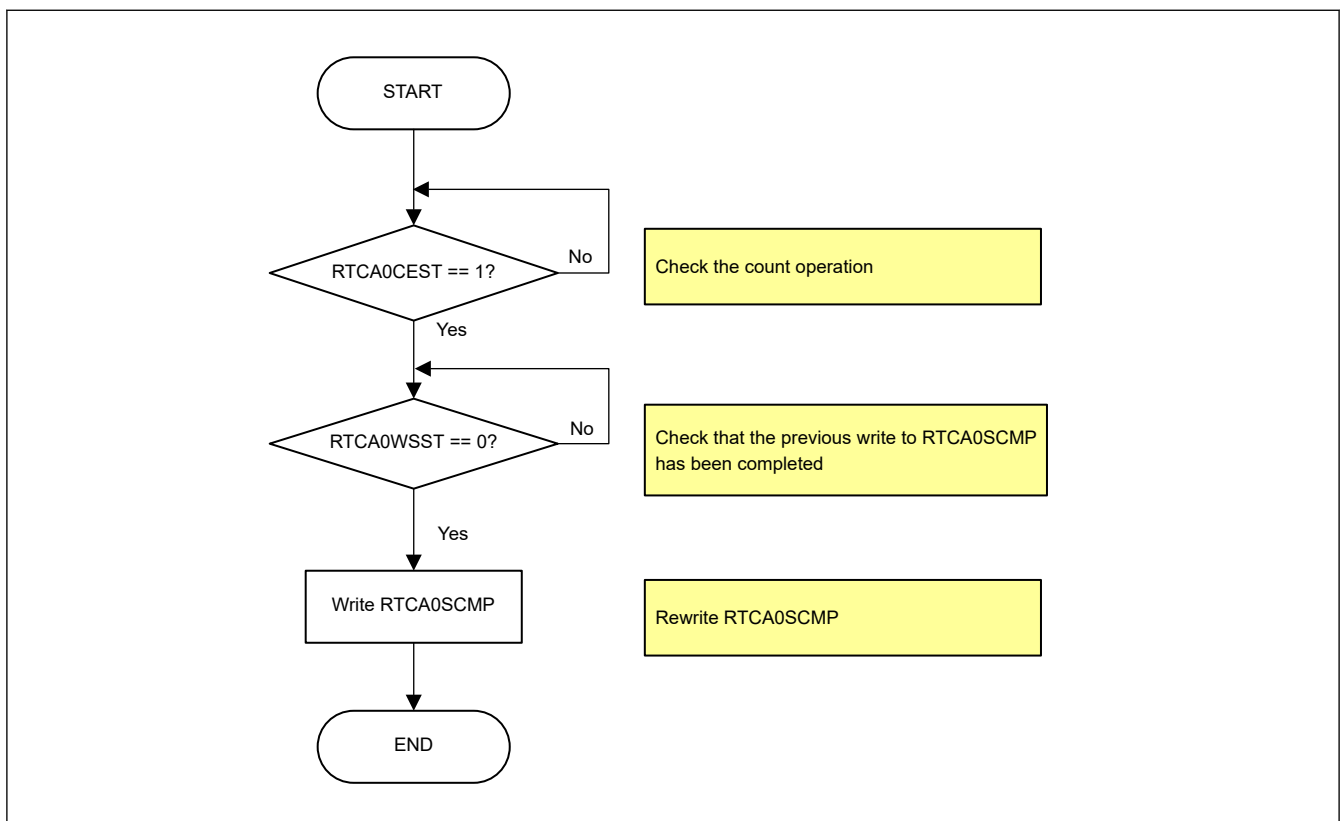 START
No
RTCA0CEST == 1?
Check the count operation
Yes
No
RTCA0WSST == 0?
Check that the previous write to RTCA0SCMP
has been completed
Yes
Write RTCA0SCMP
Rewrite RTCA0SCMP
END